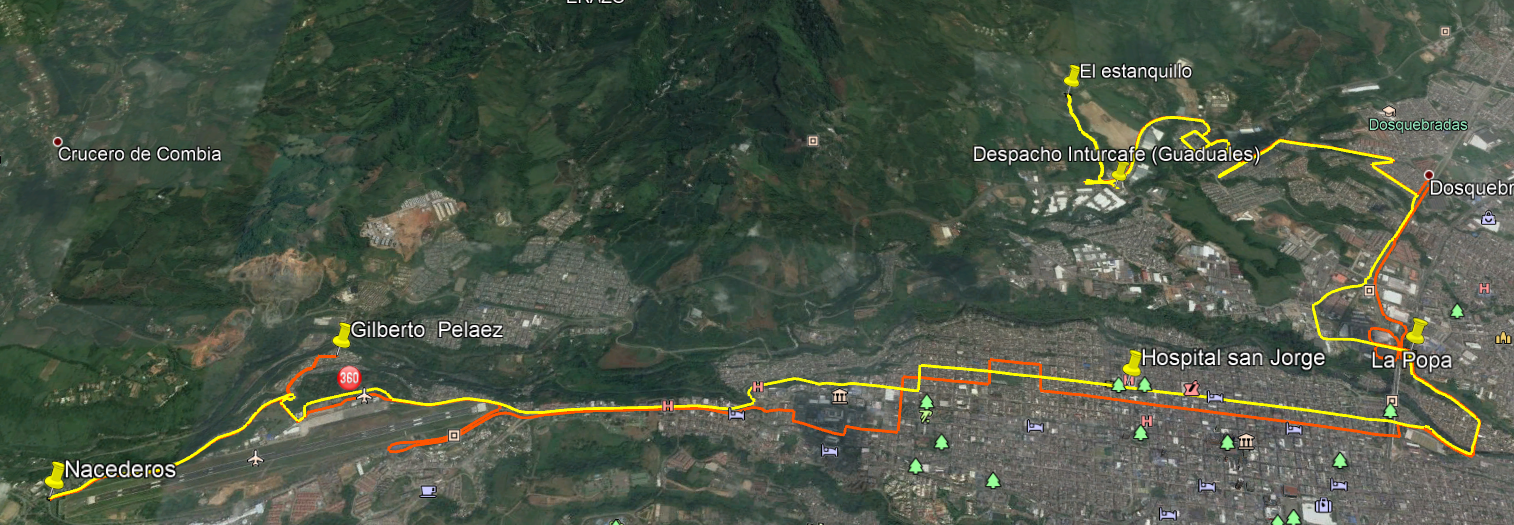 El estanquillo
Dosquebradas
Crucero de Combia
Despacho Inturcafe (Guaduales)
Dosquebr
Gilberto Pelaez
Hospital san Jorge
La Popa
360
Nacederos